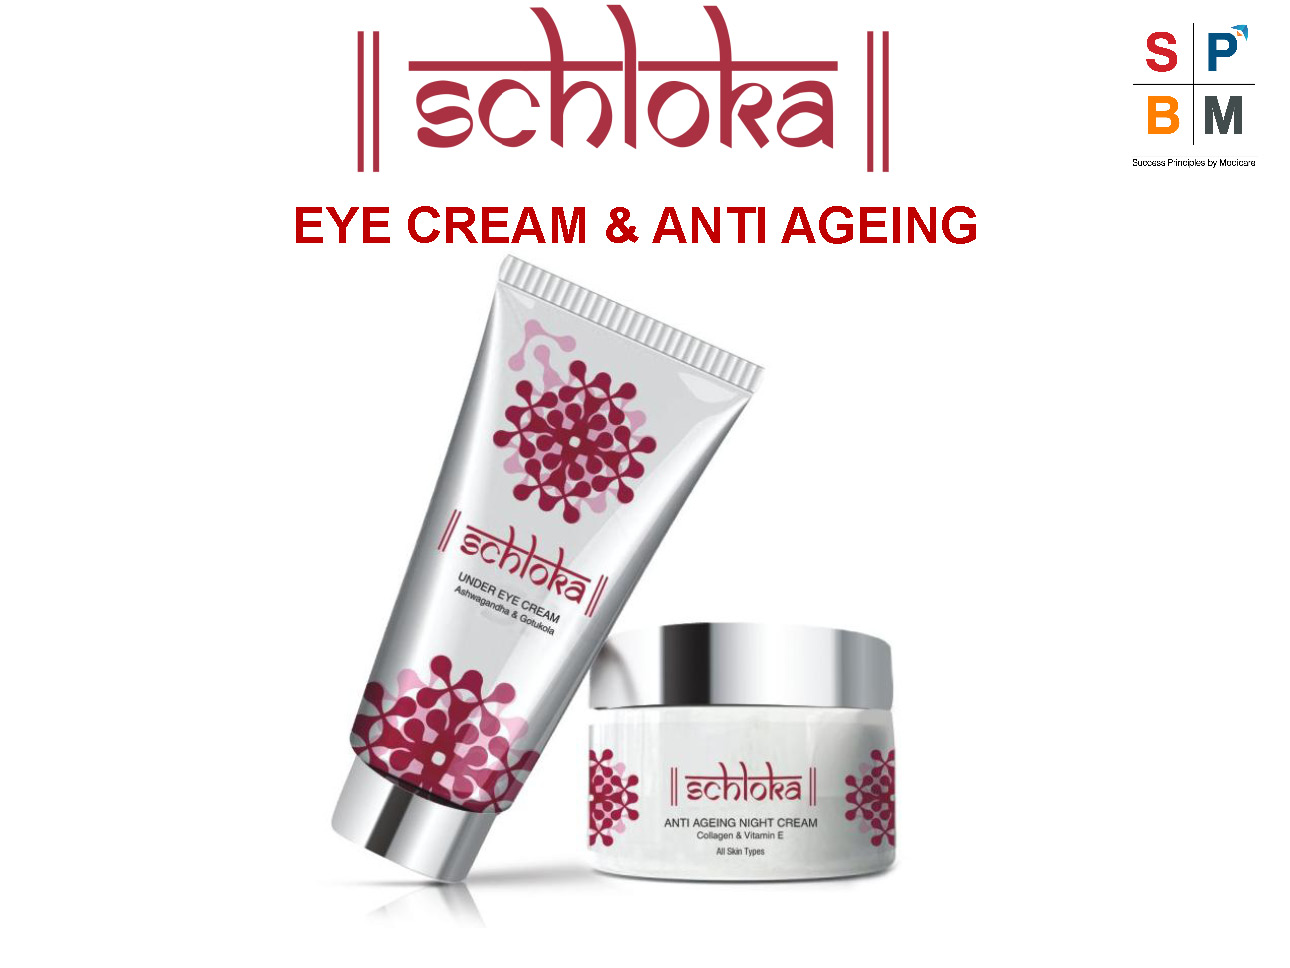 || schloka ||
S P
B M
Success Principles by Modicare
EYE CREAM & ANTI AGEING
|| schloka ||
UNDER EYE CREAM
Ashwagandha & Gotukola
|| schloka ||
ANTI AGEING NIGHT CREAM
Collagen & Vitamin E
All Skin Types